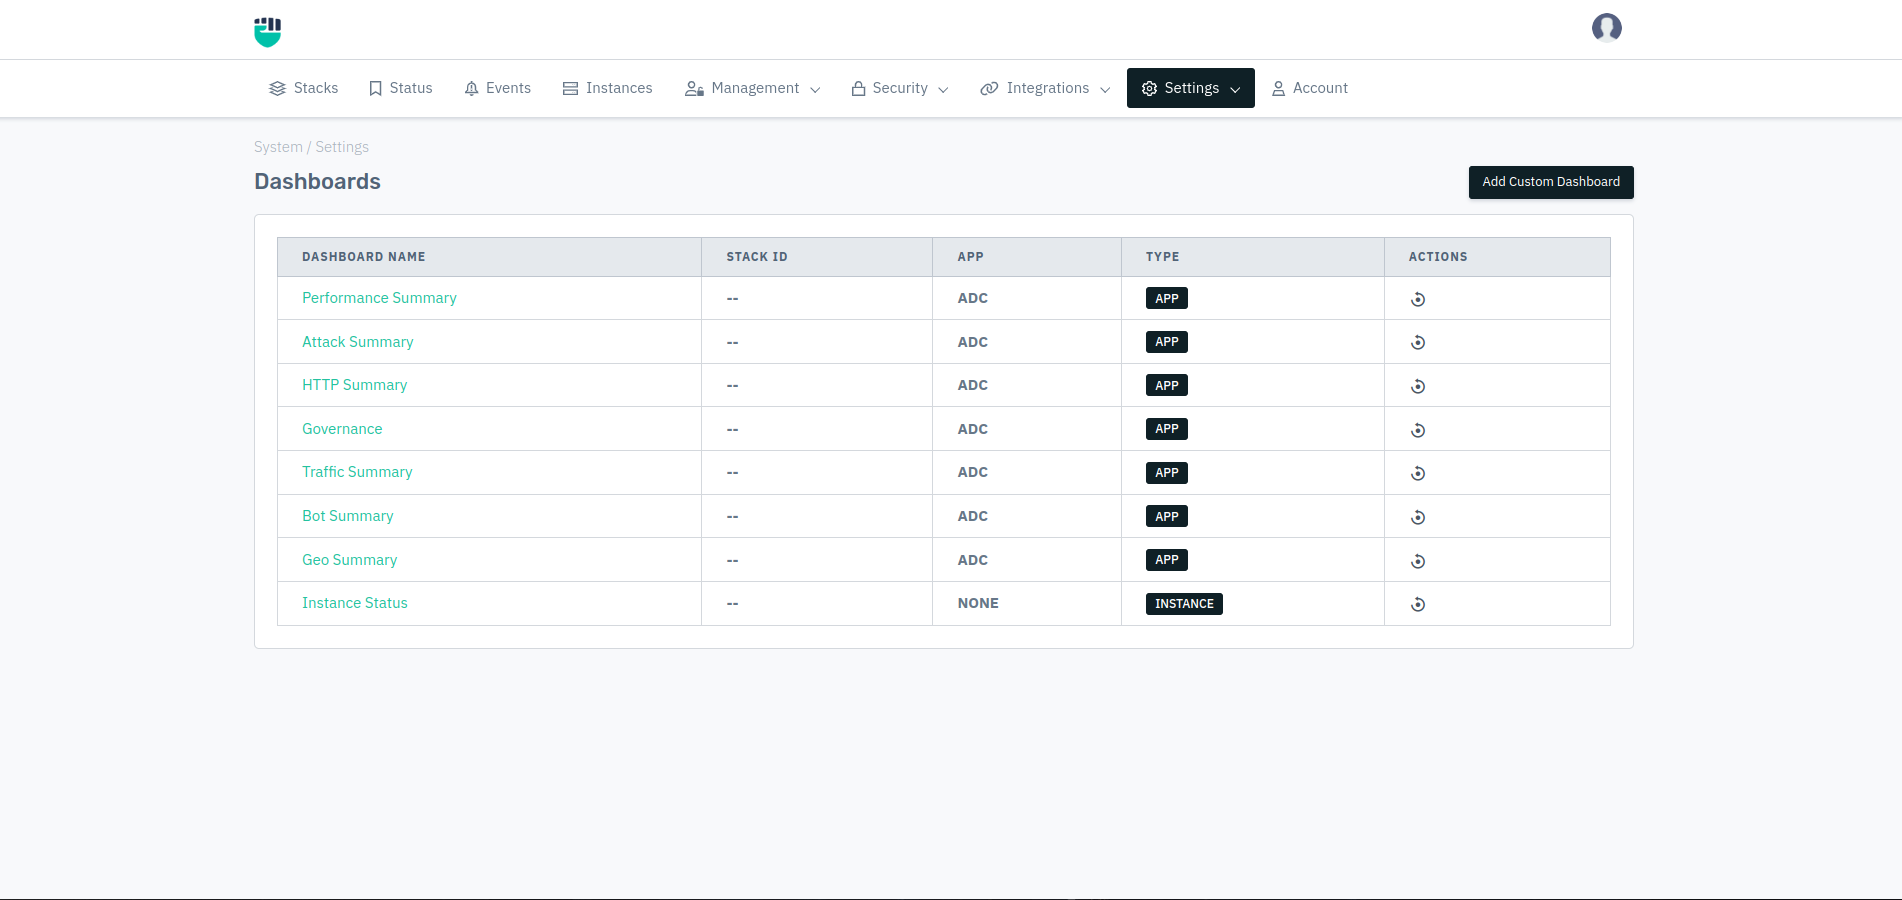 Stacks Status Events Instances Management Security Integrations Settings Account
System / Settings
Dashboards
Add Custom Dashboard
DASHBOARD NAME STACK ID APP TYPE ACTIONS
Performance Summary -- ADC APP
Attack Summary -- ADC APP
HTTP Summary -- ADC APP
Governance -- ADC APP
Traffic Summary -- ADC APP
Bot Summary -- ADC APP
Geo Summary -- ADC APP
Instance Status -- NONE INSTANCE